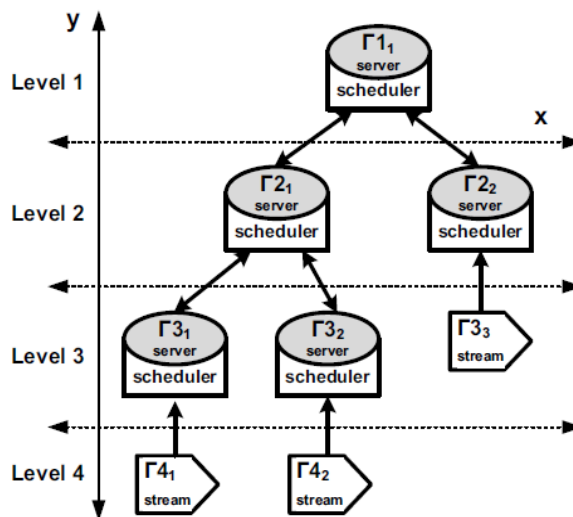 y
Γ1₁
server
scheduler
Level 1
x
Γ2₁
server
scheduler
Γ2₂
server
scheduler
Level 2
Γ3₁
server
scheduler
Γ3₂
server
scheduler
Γ3₃
stream
Level 3
Γ4₁
stream
Γ4₂
stream
Level 4